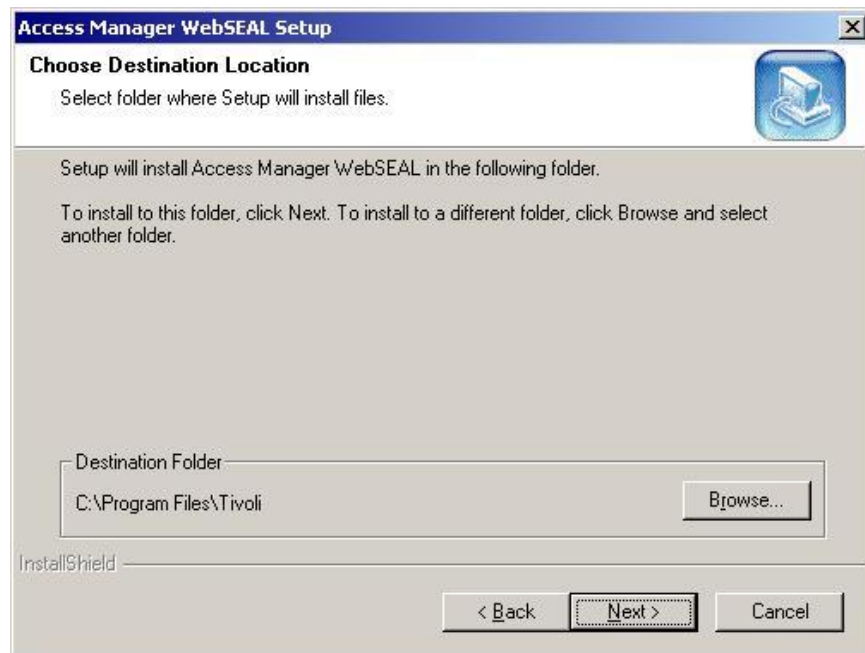 Access Manager WebSEAL Setup
Choose Destination Location
Select folder where Setup will install files.
Setup will install Access Manager WebSEAL in the following folder.
To install to this folder, click Next. To install to a different folder, click Browse and select
another folder.
Destination Folder
C:\Program Files\Tivoli
Browse...
InstallShield
< Back
Next >
Cancel